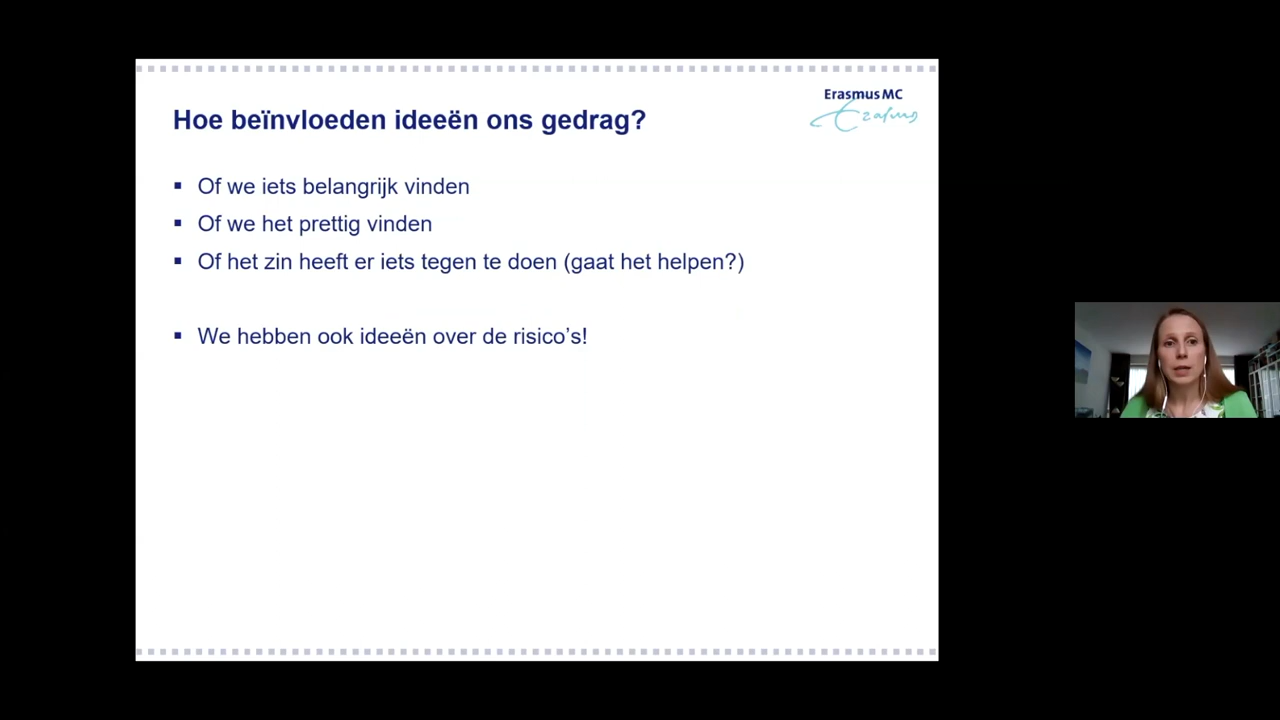 Erasmus MC
Erasmus
Hoe beïnvloeden ideeën ons gedrag?
Of we iets belangrijk vinden
Of we het prettig vinden
Of het zin heeft er iets tegen te doen (gaat het helpen?)
We hebben ook ideeën over de risico's!